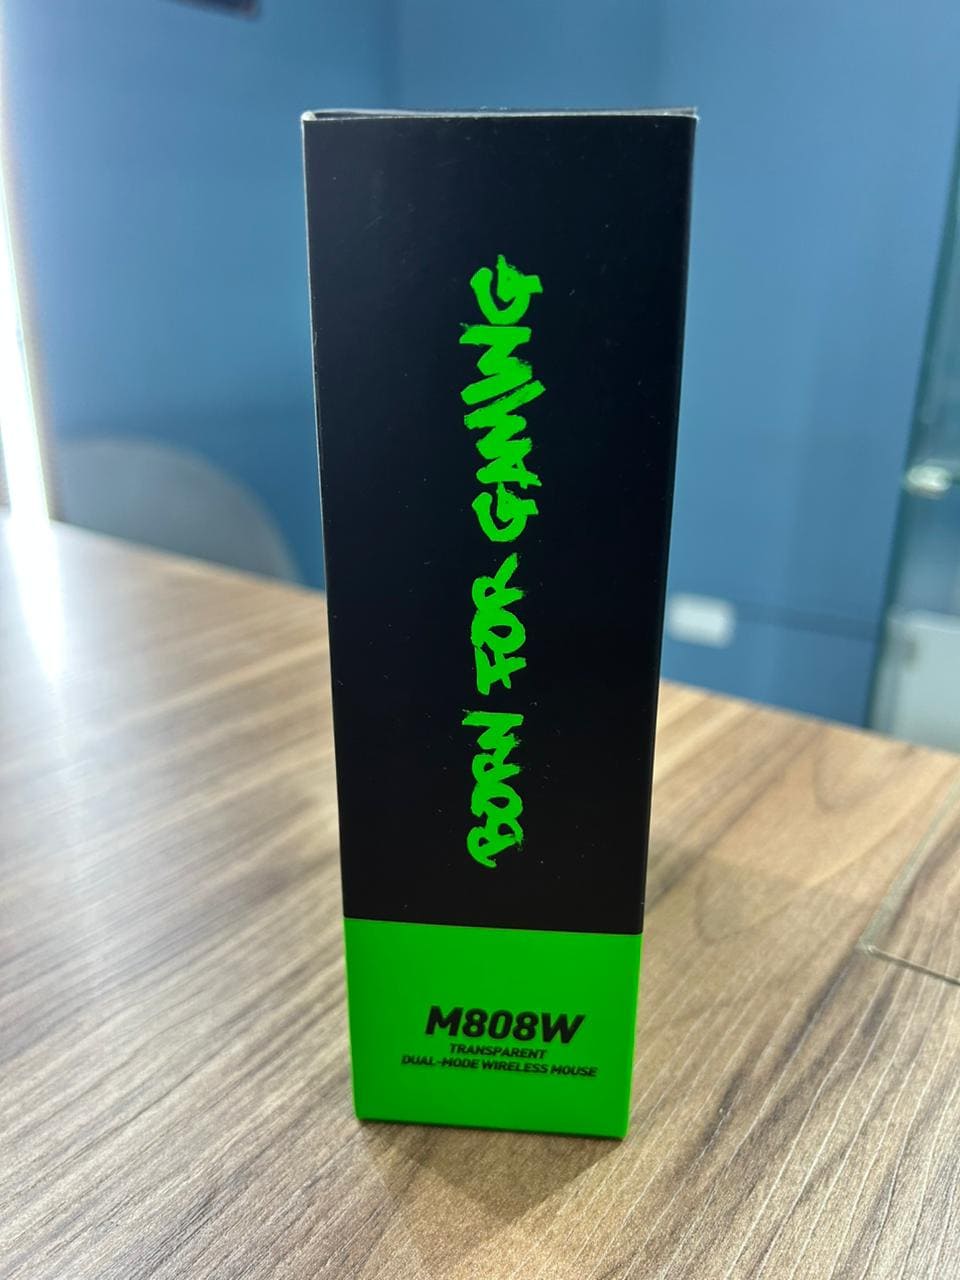 BORN FOR GAMING
M808W
TRANSPARENT
DUAL-MODE WIRELESS MOUSE